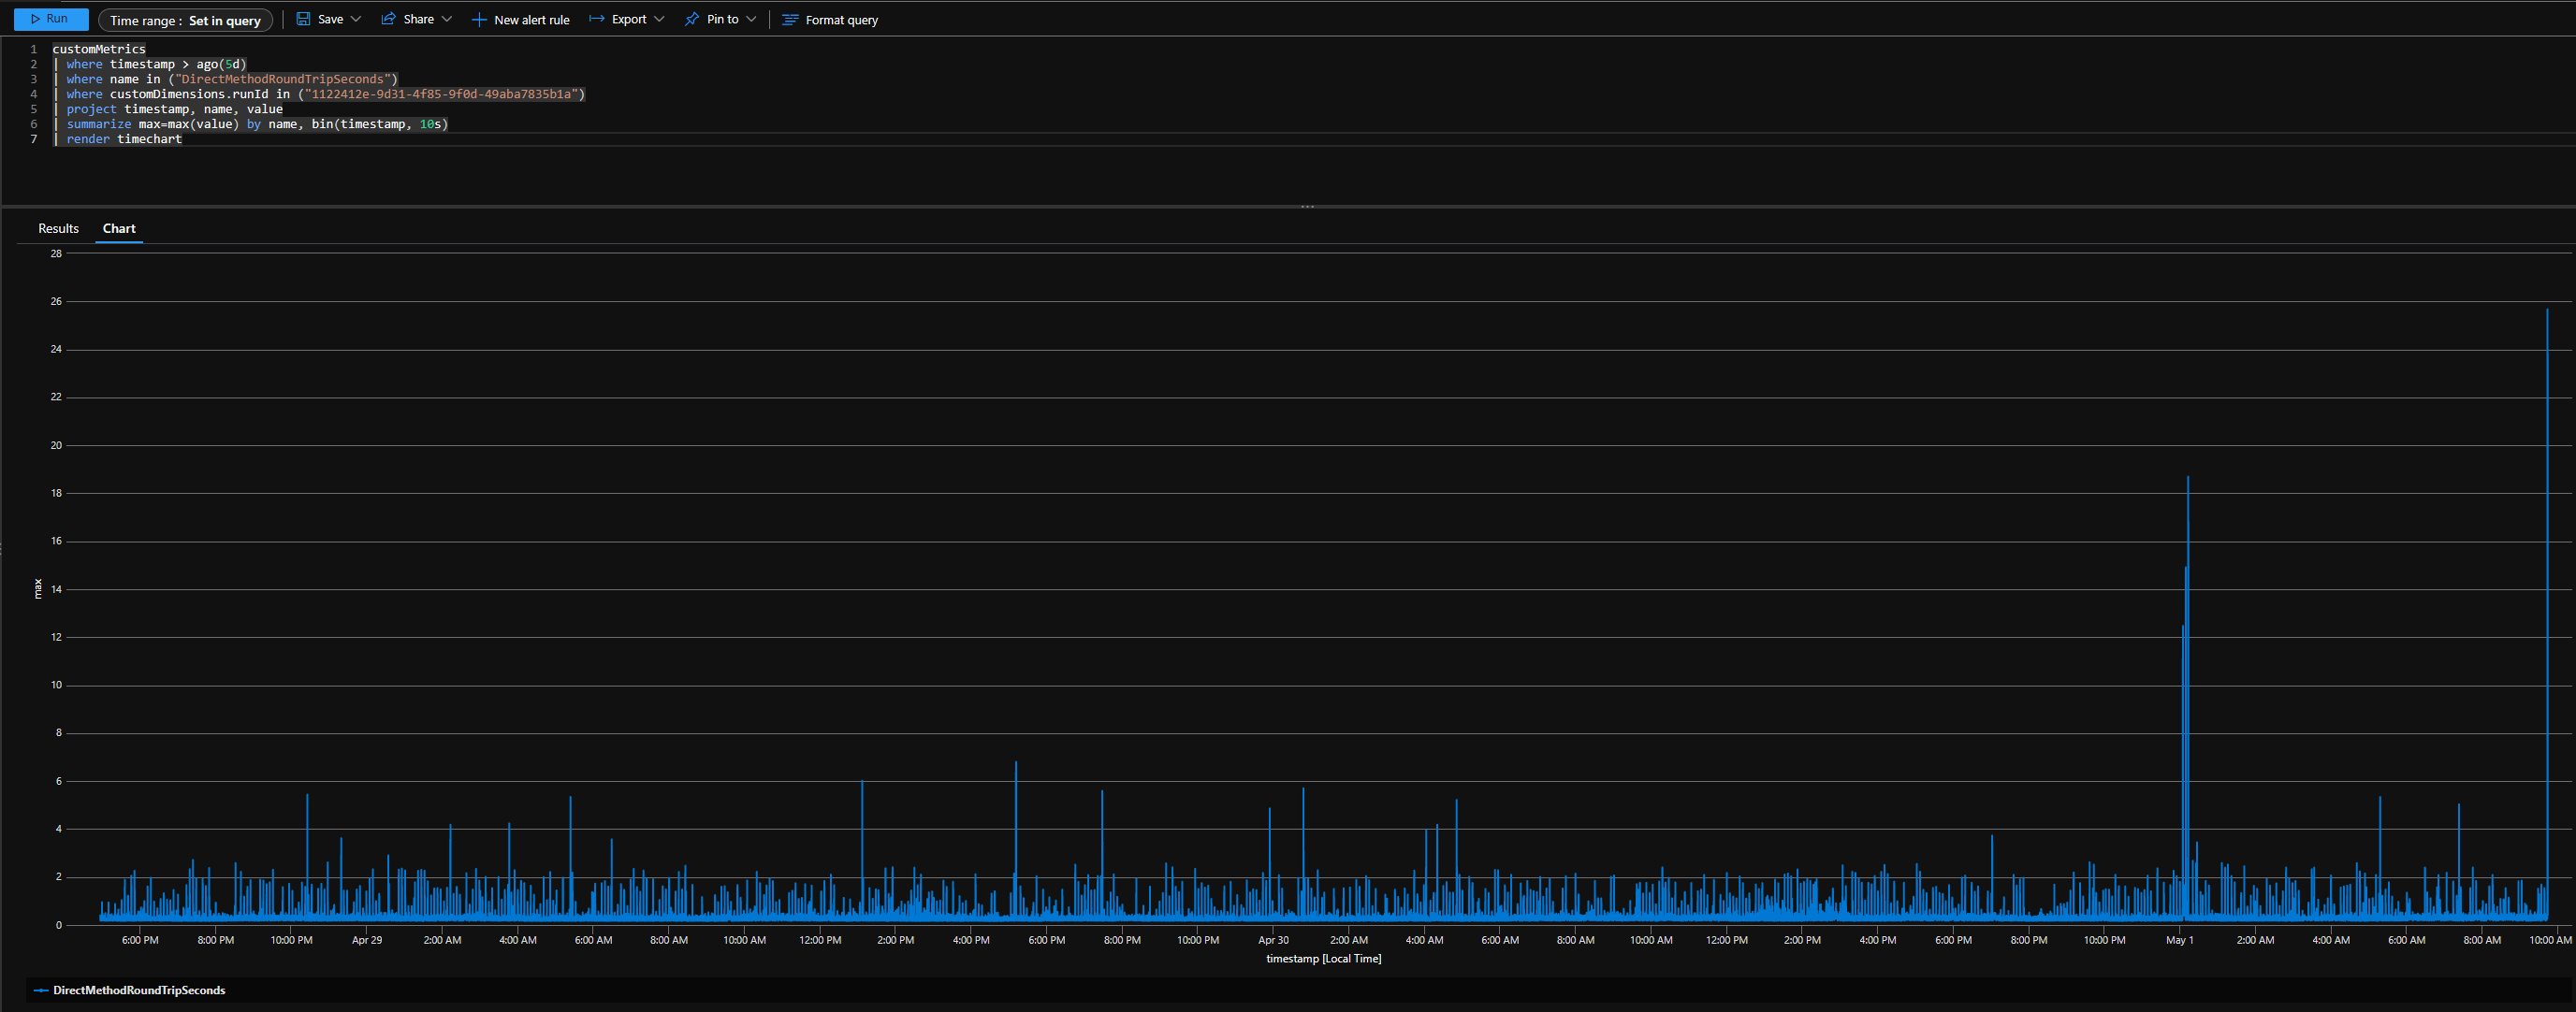 Run Time range : Set in query Save Share New alert rule Export Pin to Format query
1 customMetrics
2 | where timestamp > ago(5d)
3 | where name in ("DirectMethodRoundTripSeconds")
4 | where customDimensions.runId in ("1122412e-9d31-4f85-9f0d-49aba7835b1a")
5 | project timestamp, name, value
6 | summarize max=max(value) by name, bin(timestamp, 10s)
7 | render timechart
...
Results Chart
28
26
24
22
20
18
16
14
12
10
8
6
4
2
0
max
6:00 PM 8:00 PM 10:00 PM Apr 29 2:00 AM 4:00 AM 6:00 AM 8:00 AM 10:00 AM 12:00 PM 2:00 PM 4:00 PM 6:00 PM 8:00 PM 10:00 PM Apr 30 2:00 AM 4:00 AM 6:00 AM 8:00 AM 10:00 AM 12:00 PM 2:00 PM 4:00 PM 6:00 PM 8:00 PM 10:00 PM May 1 2:00 AM 4:00 AM 6:00 AM 8:00 AM 10:00 AM
timestamp [Local Time]
DirectMethodRoundTripSeconds